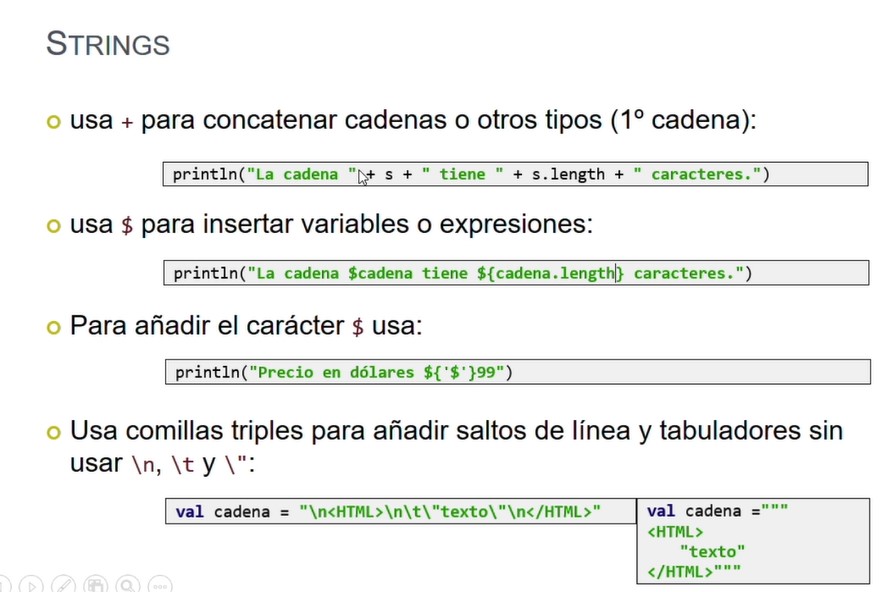 STRINGS
usa + para concatenar cadenas o otros tipos (1º cadena):
println("La cadena "+ s + " tiene " + s.length + " caracteres.")
usa $ para insertar variables o expresiones:
println("La cadena $cadena tiene ${cadena.length} caracteres.")
Para añadir el carácter $ usa:
println("Precio en dólares ${'$'}99")
Usa comillas triples para añadir saltos de línea y tabuladores sin
usar \n, \t y \":
val cadena = "\n<HTML>\n\t\"texto\"\n</HTML>"
val cadena ="""
<HTML>
    "texto"
</HTML>"""